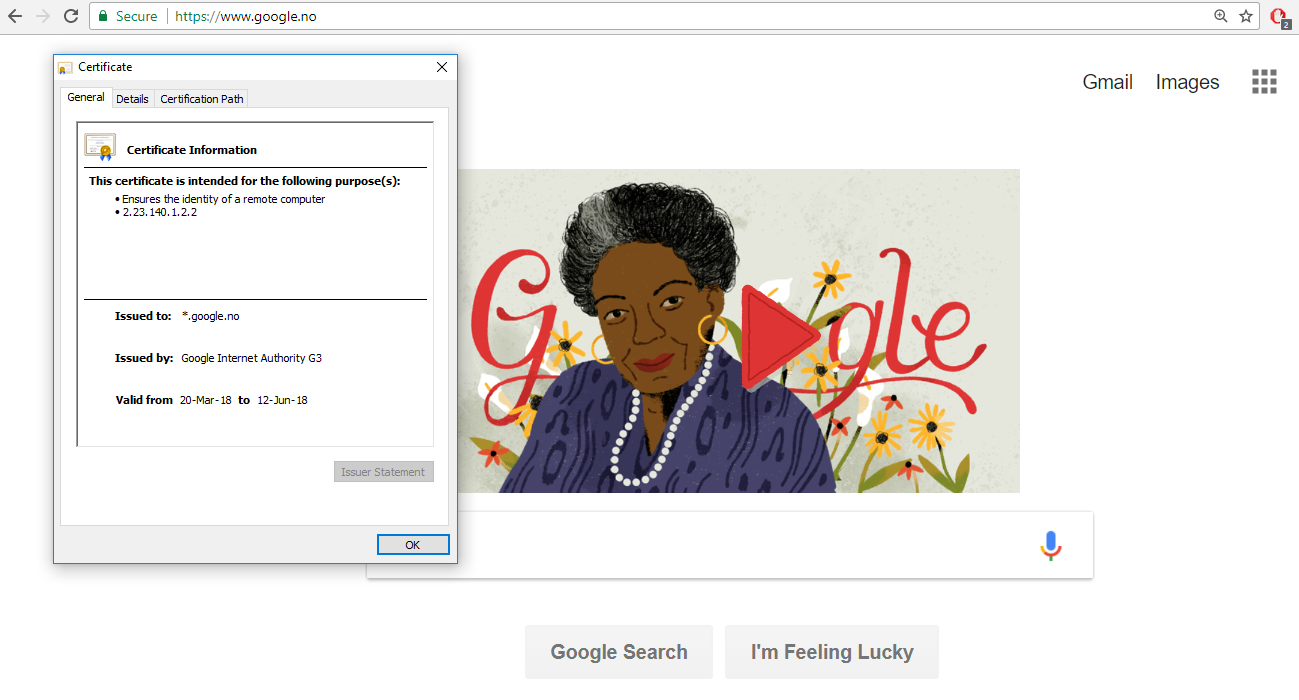 Secure https://www.google.no
2
Certificate
General Details Certification Path
Certificate Information
This certificate is intended for the following purpose(s):
• Ensures the identity of a remote computer
• 2.23.140.1.2.2
Issued to: *.google.no
Issued by: Google Internet Authority G3
Valid from 20-Mar-18 to 12-Jun-18
Issuer Statement
OK
Gmail Images
G gle
Google Search I'm Feeling Lucky